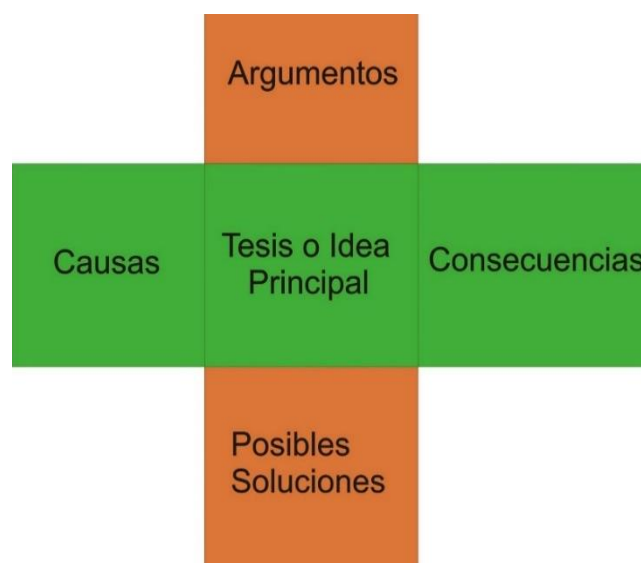 Argumentos
Causas
Tesis o Idea
Principal
Consecuencias
Posibles
Soluciones